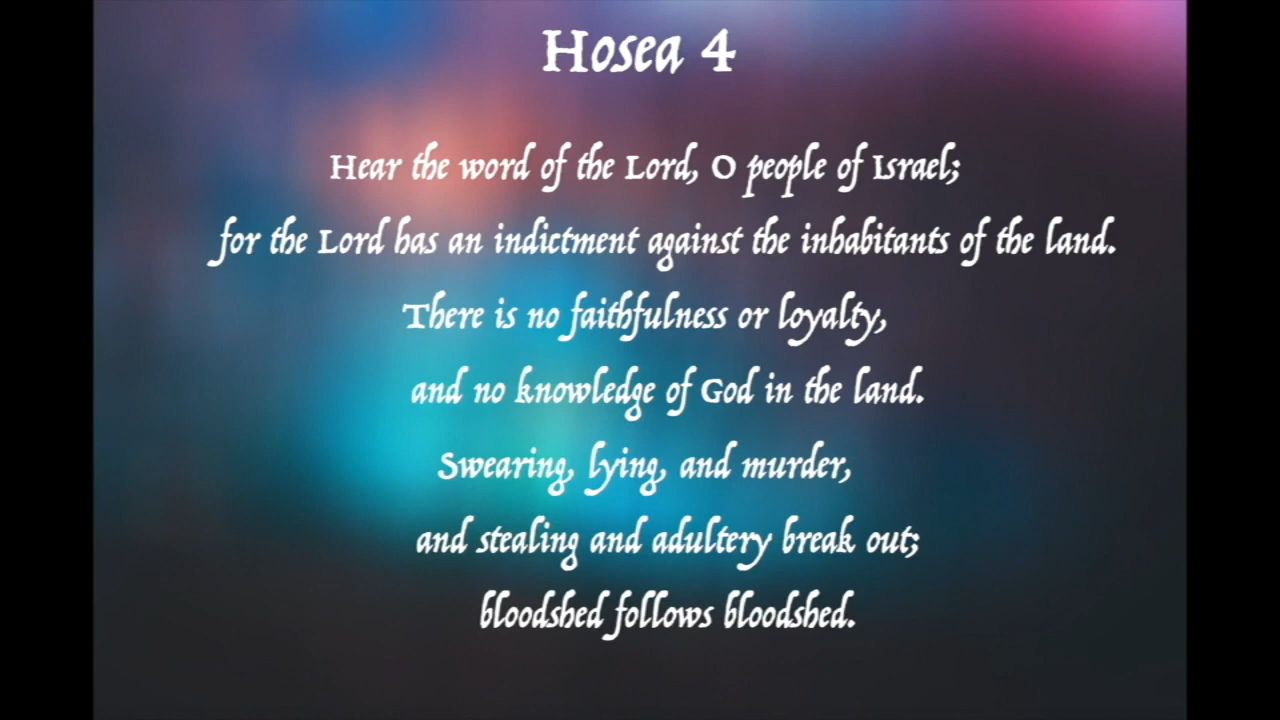 Hosea 4
Hear the word of the Lord, O people of Israel;
for the Lord has an indictment against the inhabitants of the land.
There is no faithfulness or loyalty,
and no knowledge of God in the land.
Swearing, lying, and murder,
and stealing and adultery break out;
bloodshed follows bloodshed.